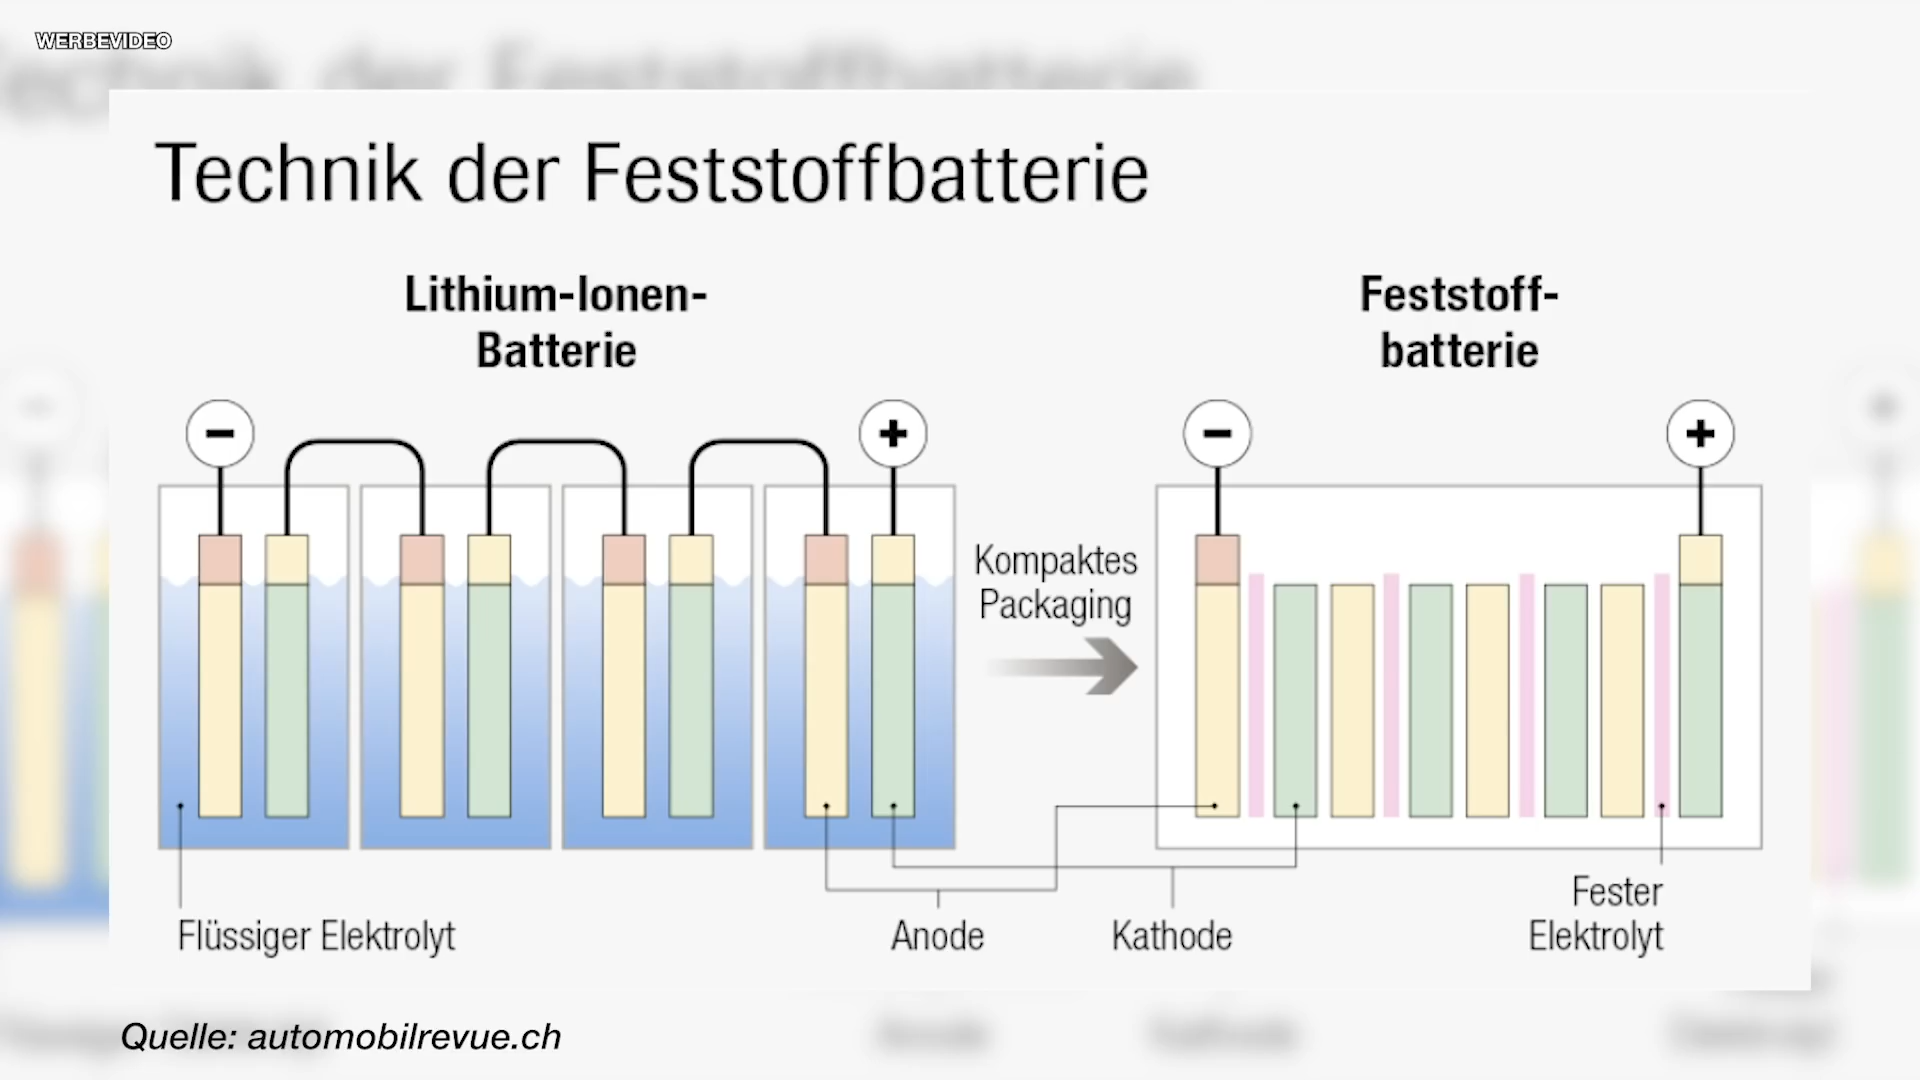 WERBEVIDEO
Technik der Feststoffbatterie
Lithium-Ionen-
Batterie
Feststoff-
batterie
−
+
−
+
Kompaktes
Packaging
Flüssiger Elektrolyt
Anode
Kathode
Fester
Elektrolyt
Quelle: automobilrevue.ch